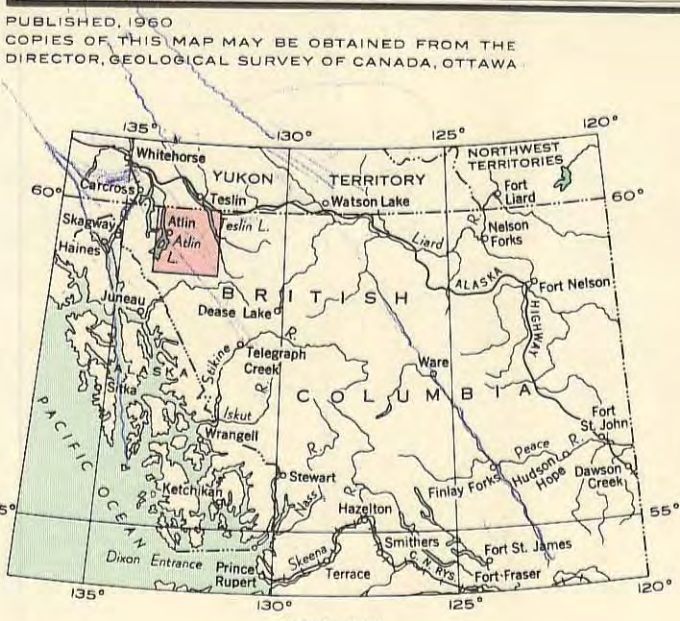 PUBLISHED, 1960
COPIES OF THIS MAP MAY BE OBTAINED FROM THE
DIRECTOR, GEOLOGICAL SURVEY OF CANADA, OTTAWA
135° 130° 125° 120°
Whitehorse
NORTHWEST
TERRITORIES
YUKON TERRITORY
Carcross
Teslin
Watson Lake
Fort
Liard
60° 60°
Skagway
Atlin
Teslin L.
Nelson
Forks
R.
Haines
Atlin
L.
Liard
ALASKA
Fort Nelson
Juneau
BRITISH
Dease Lake
HIGHWAY
R.
Telegraph
Creek
Stikine
Ware
ALASKA
Sitka
COLUMBIA
R.
Iskut
Wrangell
Fort
St. John
PACIFIC OCEAN
R.
Peace R.
Stewart
Finlay Forks
Hudson
Hope
Dawson
Creek
Ketchikan
Nass
R.
Hazelton
5° 55°
Dixon Entrance
Smithers
Fort St. James
Prince
Rupert
Skeena
Terrace
C.N.RYS.
Fort-Fraser
135° 130° 125° 120°